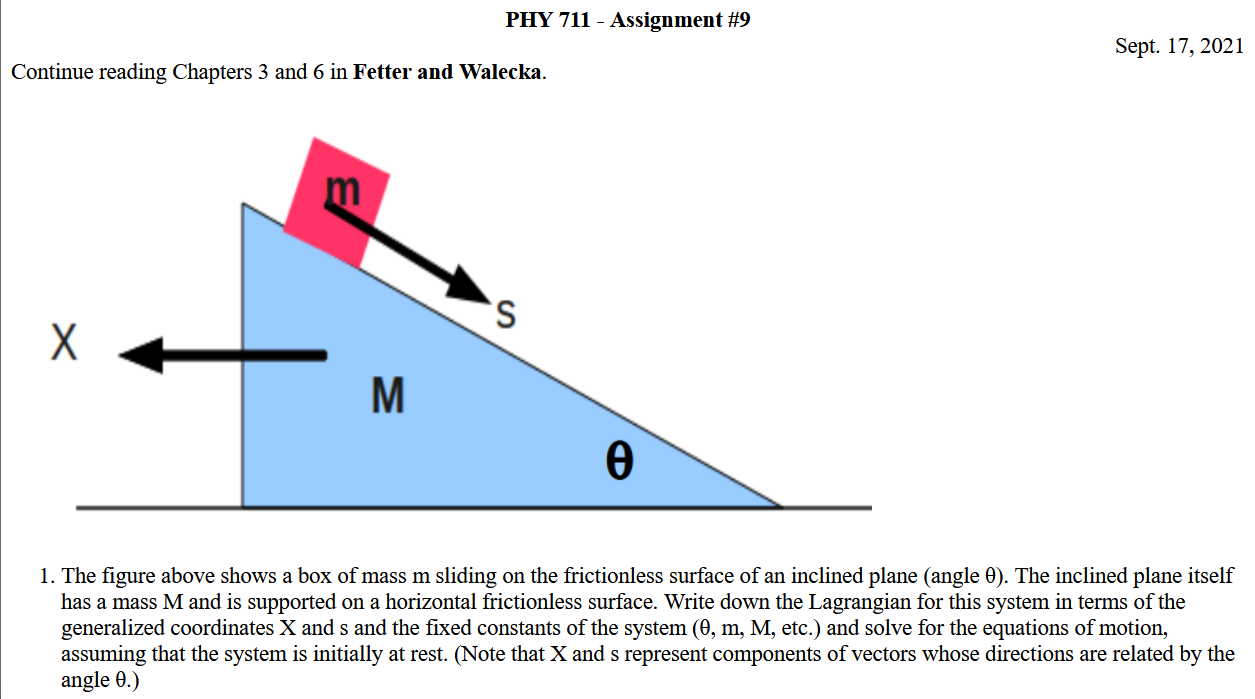 PHY 711 - Assignment #9
Sept. 17, 2021
Continue reading Chapters 3 and 6 in Fetter and Walecka.
m
s
X
M
θ
1. The figure above shows a box of mass m sliding on the frictionless surface of an inclined plane (angle θ). The inclined plane itself
has a mass M and is supported on a horizontal frictionless surface. Write down the Lagrangian for this system in terms of the
generalized coordinates X and s and the fixed constants of the system (θ, m, M, etc.) and solve for the equations of motion,
assuming that the system is initially at rest. (Note that X and s represent components of vectors whose directions are related by the
angle θ.)